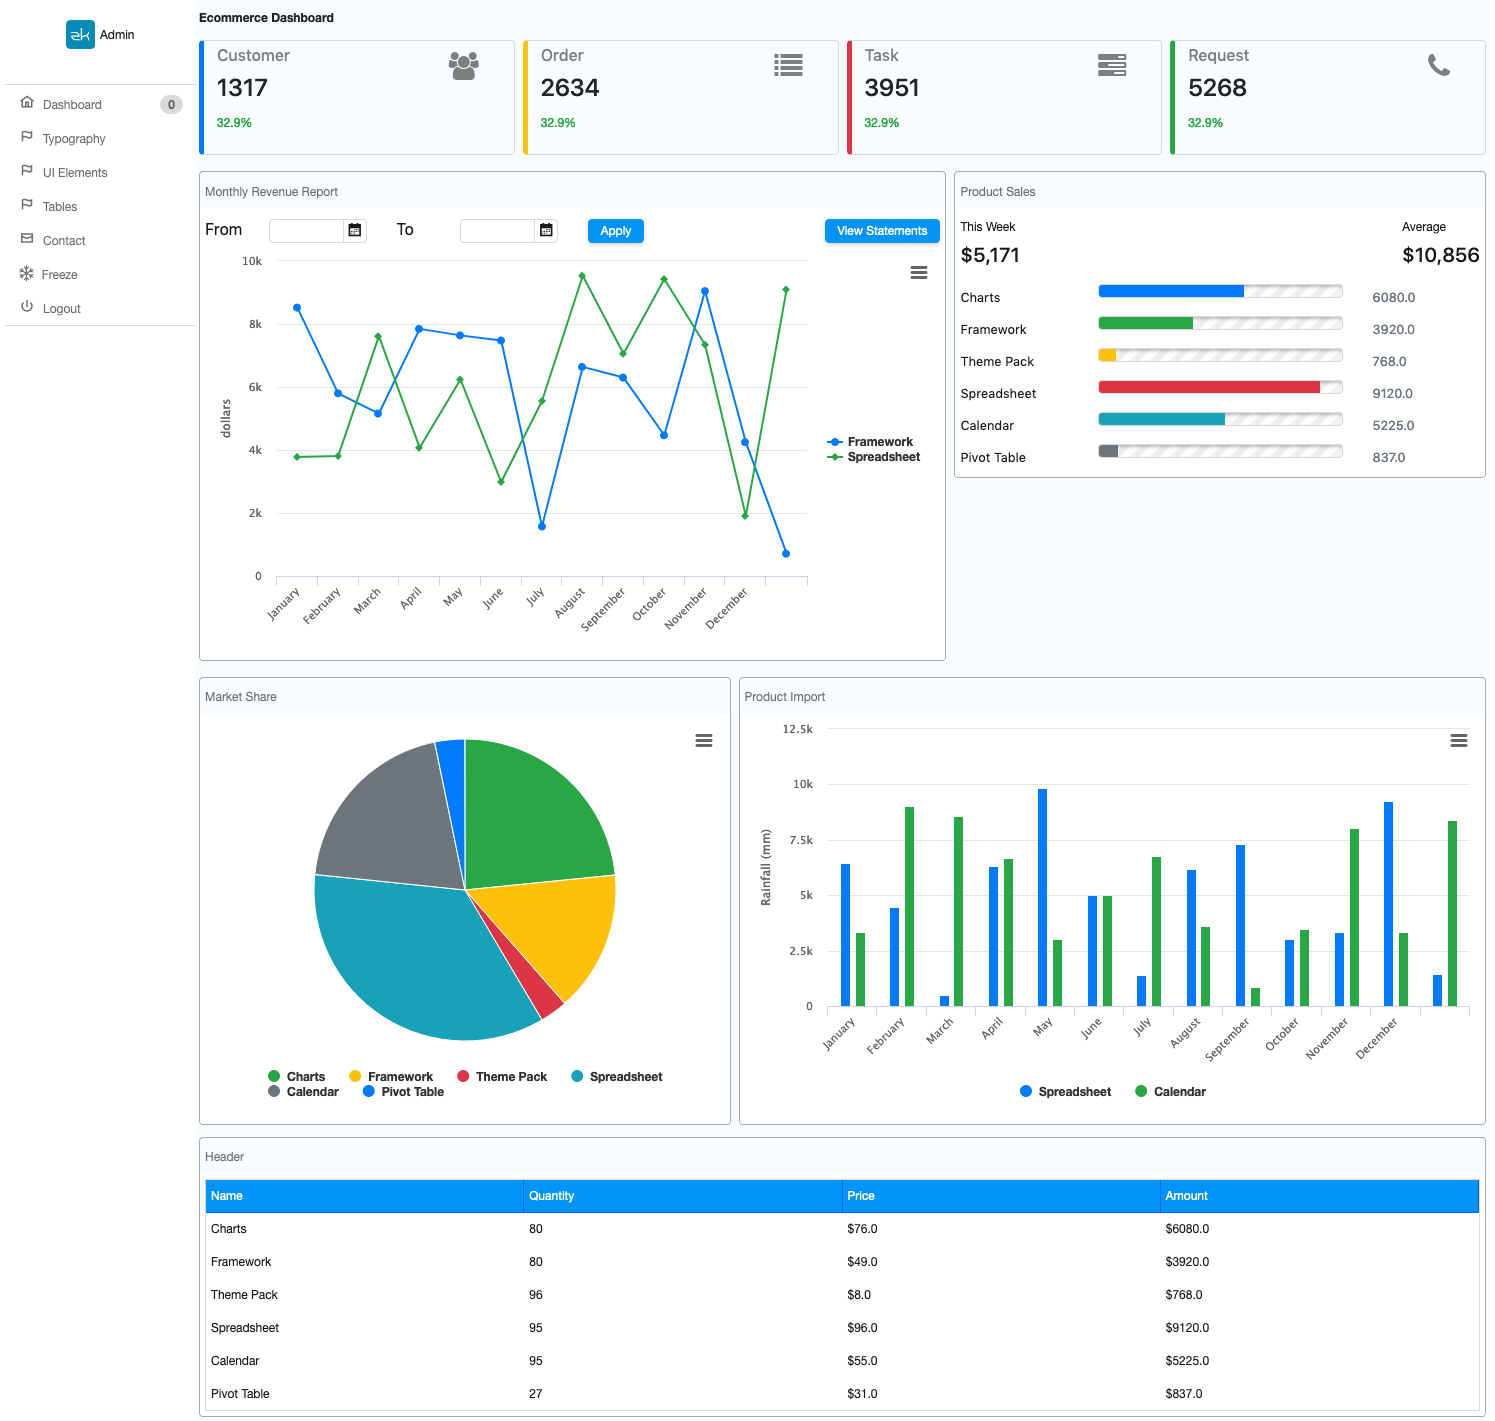 zk Admin
Dashboard 0
Typography
UI Elements
Tables
Contact
Freeze
Logout
Ecommerce Dashboard
Customer
1317
32.9%
Order
2634
32.9%
Task
3951
32.9%
Request
5268
32.9%
Monthly Revenue Report
From To Apply View Statements
10k
8k
6k
4k
2k
0
dollars
January February March April May June July August September October November December
Framework
Spreadsheet
Product Sales
This Week Average
$5,171 $10,856
Charts 6080.0
Framework 3920.0
Theme Pack 768.0
Spreadsheet 9120.0
Calendar 5225.0
Pivot Table 837.0
Market Share
Charts Framework Theme Pack Spreadsheet
Calendar Pivot Table
Product Import
12.5k
10k
7.5k
5k
2.5k
0
Rainfall (mm)
January February March April May June July August September October November December
Spreadsheet Calendar
Header
Name Quantity Price Amount
Charts 80 $76.0 $6080.0
Framework 80 $49.0 $3920.0
Theme Pack 96 $8.0 $768.0
Spreadsheet 95 $96.0 $9120.0
Calendar 95 $55.0 $5225.0
Pivot Table 27 $31.0 $837.0